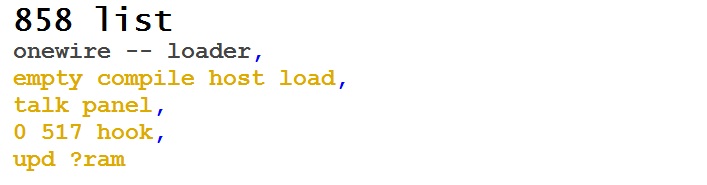 858 list
onewire -- loader,
empty compile host load,
talk panel,
0 517 hook,
upd ?ram